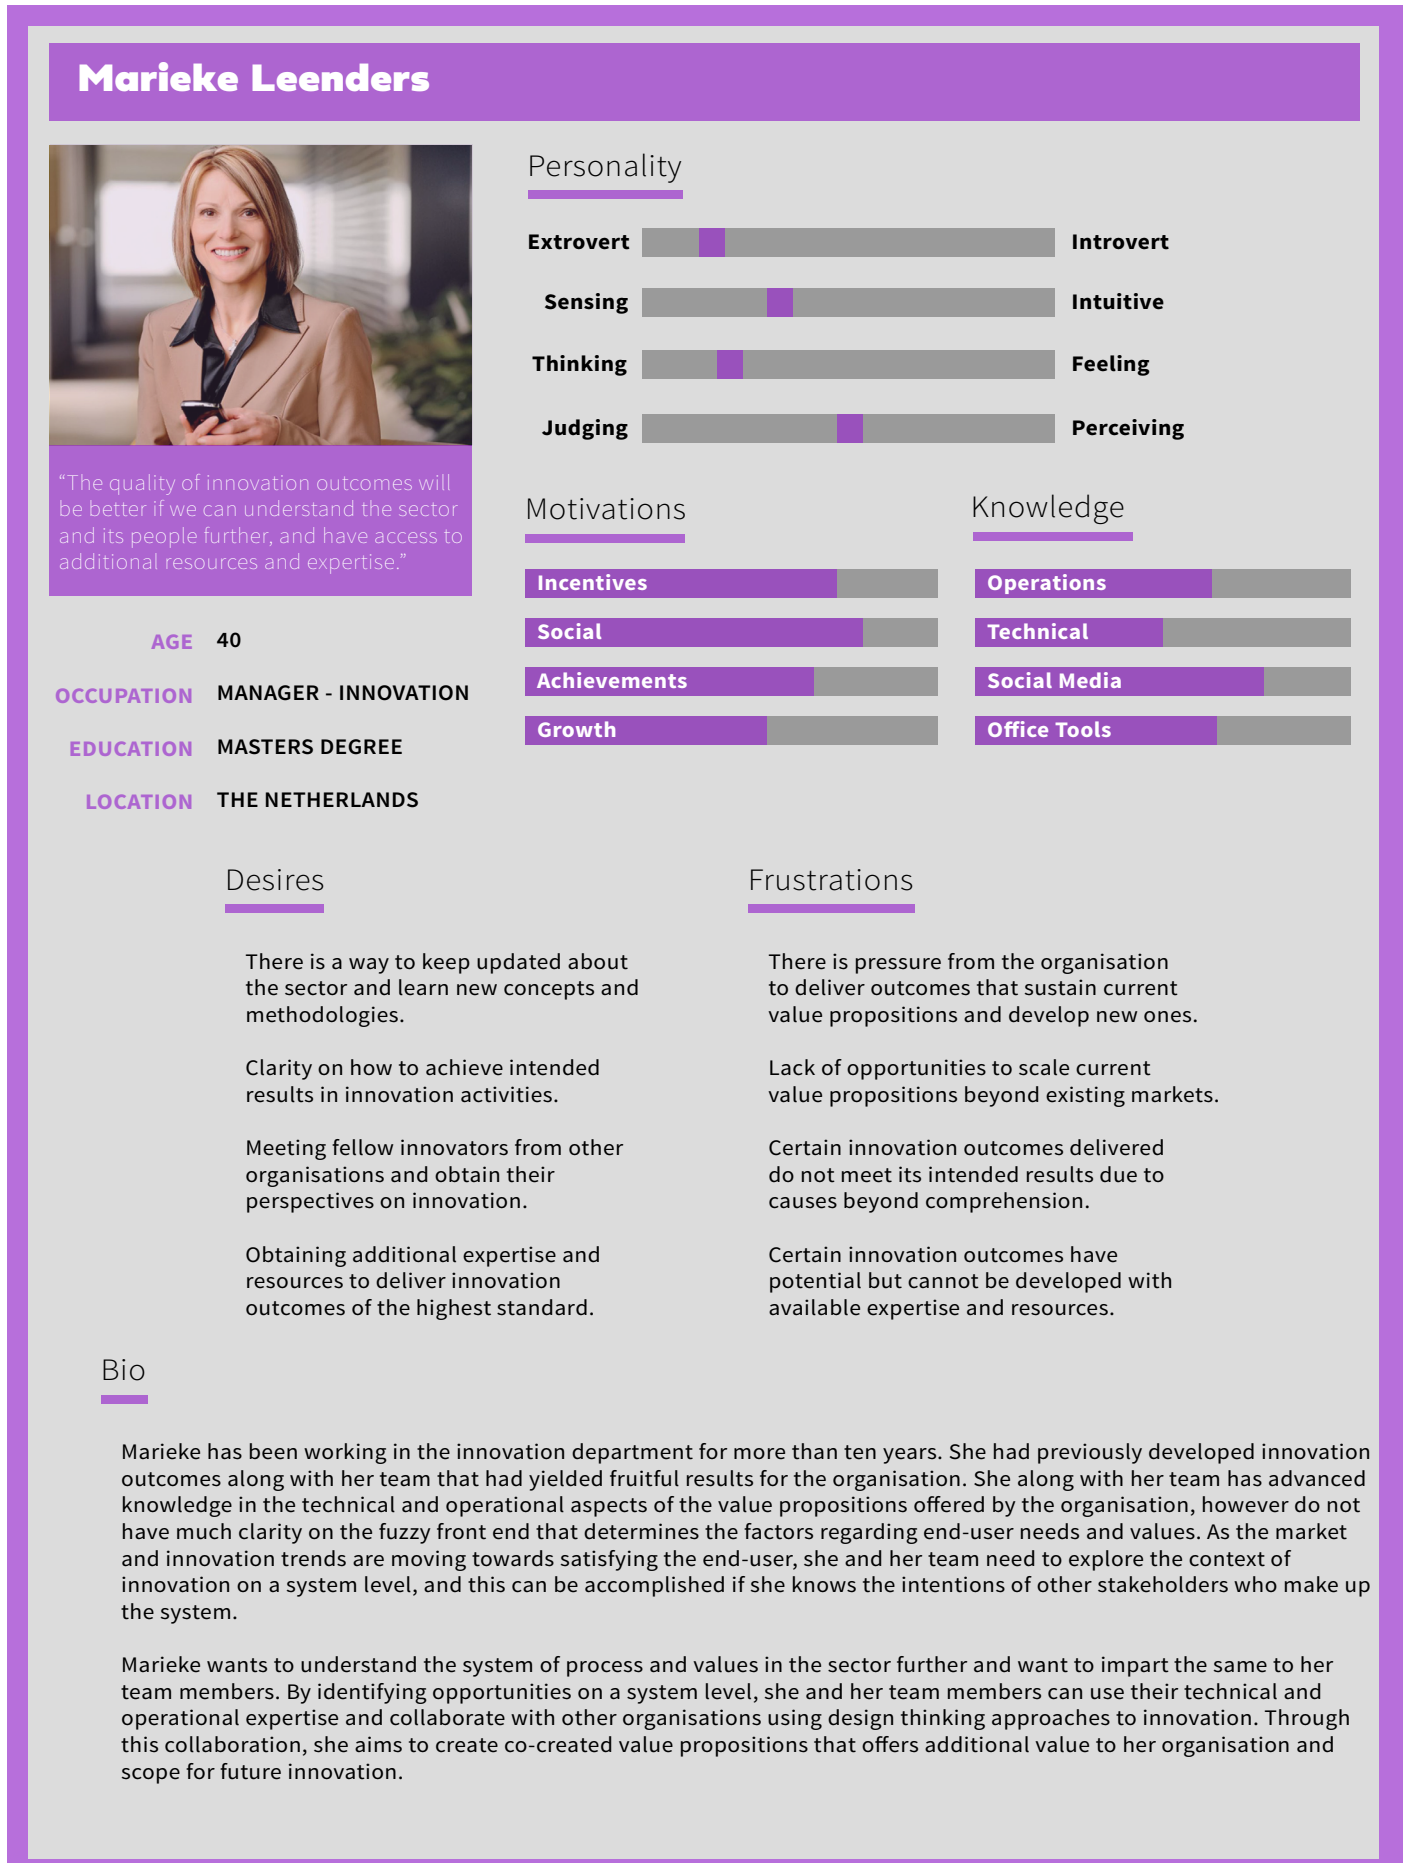 Marieke Leenders
“The quality of innovation outcomes will
be better if we can understand the sector
and its people further, and have access to
additional resources and expertise.”
AGE 40
OCCUPATION MANAGER - INNOVATION
EDUCATION MASTERS DEGREE
LOCATION THE NETHERLANDS
Personality
Extrovert Introvert
Sensing Intuitive
Thinking Feeling
Judging Perceiving
Motivations
Incentives
Social
Achievements
Growth
Knowledge
Operations
Technical
Social Media
Office Tools
Desires
There is a way to keep updated about
the sector and learn new concepts and
methodologies.
Clarity on how to achieve intended
results in innovation activities.
Meeting fellow innovators from other
organisations and obtain their
perspectives on innovation.
Obtaining additional expertise and
resources to deliver innovation
outcomes of the highest standard.
Frustrations
There is pressure from the organisation
to deliver outcomes that sustain current
value propositions and develop new ones.
Lack of opportunities to scale current
value propositions beyond existing markets.
Certain innovation outcomes delivered
do not meet its intended results due to
causes beyond comprehension.
Certain innovation outcomes have
potential but cannot be developed with
available expertise and resources.
Bio
Marieke has been working in the innovation department for more than ten years. She had previously developed innovation
outcomes along with her team that had yielded fruitful results for the organisation. She along with her team has advanced
knowledge in the technical and operational aspects of the value propositions offered by the organisation, however do not
have much clarity on the fuzzy front end that determines the factors regarding end-user needs and values. As the market
and innovation trends are moving towards satisfying the end-user, she and her team need to explore the context of
innovation on a system level, and this can be accomplished if she knows the intentions of other stakeholders who make up
the system.
Marieke wants to understand the system of process and values in the sector further and want to impart the same to her
team members. By identifying opportunities on a system level, she and her team members can use their technical and
operational expertise and collaborate with other organisations using design thinking approaches to innovation. Through
this collaboration, she aims to create co-created value propositions that offers additional value to her organisation and
scope for future innovation.